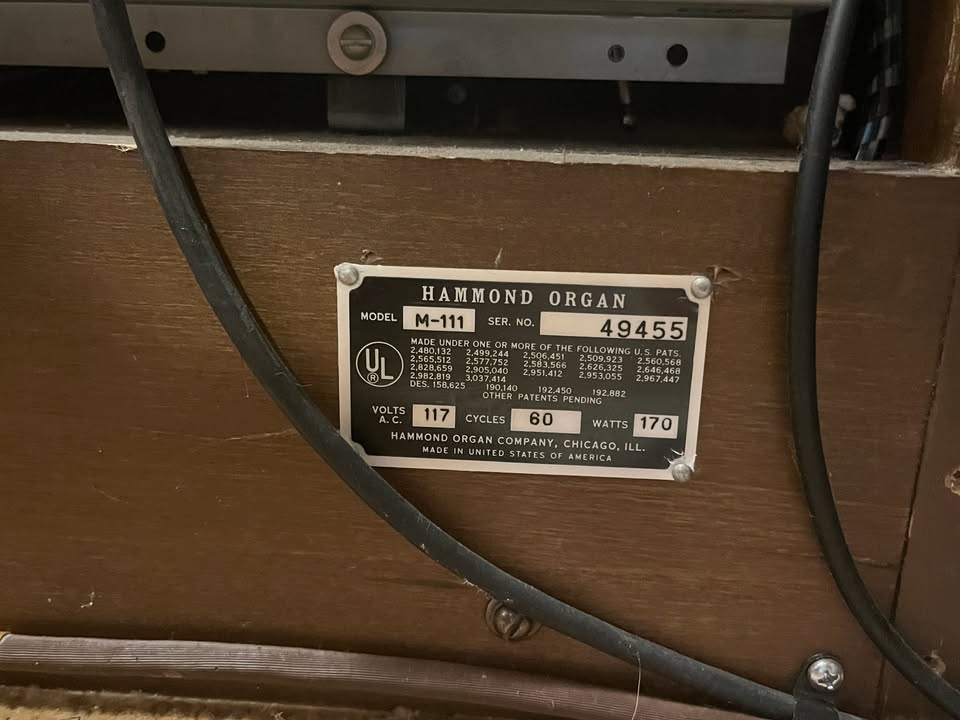 HAMMOND ORGAN
MODEL M-111 SER. NO. 49455
MADE UNDER ONE OR MORE OF THE FOLLOWING U.S. PATS.
2,480,132 2,499,244 2,506,451 2,509,923 2,560,568
2,565,512 2,577,752 2,583,566 2,626,325 2,646,468
2,828,659 2,905,040 2,951,412 2,953,055 2,967,447
2,982,819 3,037,414
DES. 158,625 190,140 192,450 192,882
OTHER PATENTS PENDING
UL
R
VOLTS A.C. 117 CYCLES 60 WATTS 170
HAMMOND ORGAN COMPANY, CHICAGO, ILL.
MADE IN UNITED STATES OF AMERICA